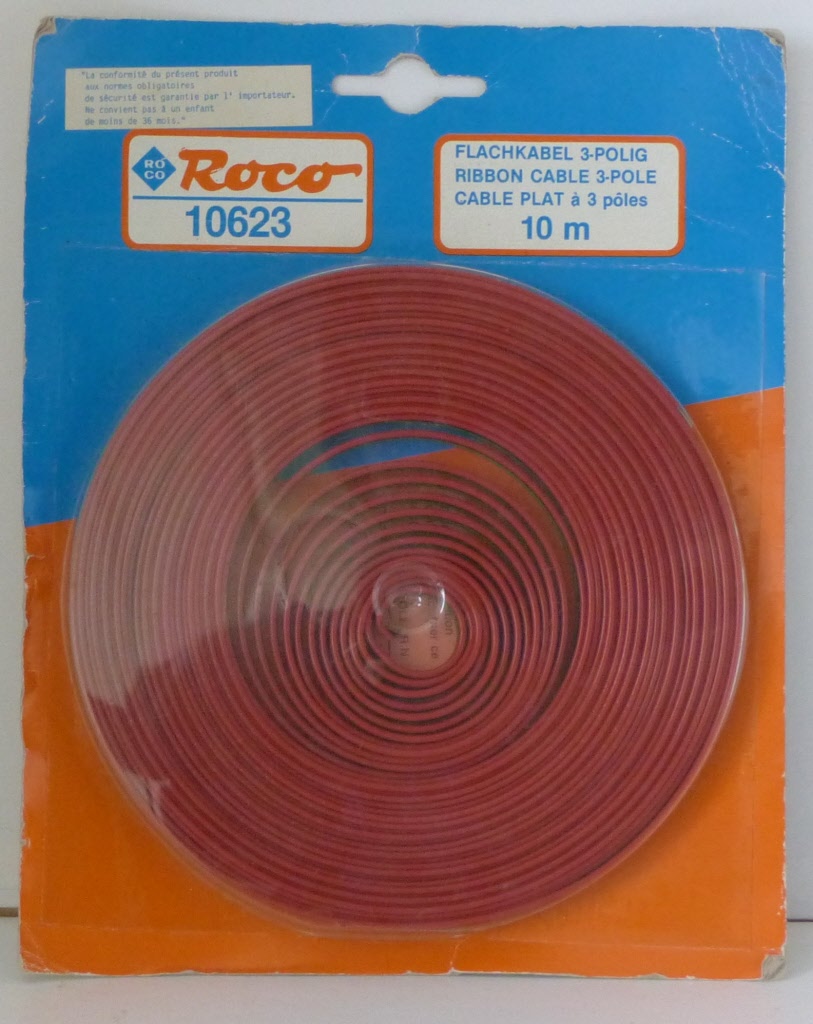 "La conformité du présent produit
aux normes obligatoires
de sécurité est garantie par l' importateur.
Ne convient pas à un enfant
de moins de 36 mois."
RO
CO
Roco
10623
FLACHKABEL 3-POLIG
RIBBON CABLE 3-POLE
CABLE PLAT à 3 pôles
10 m